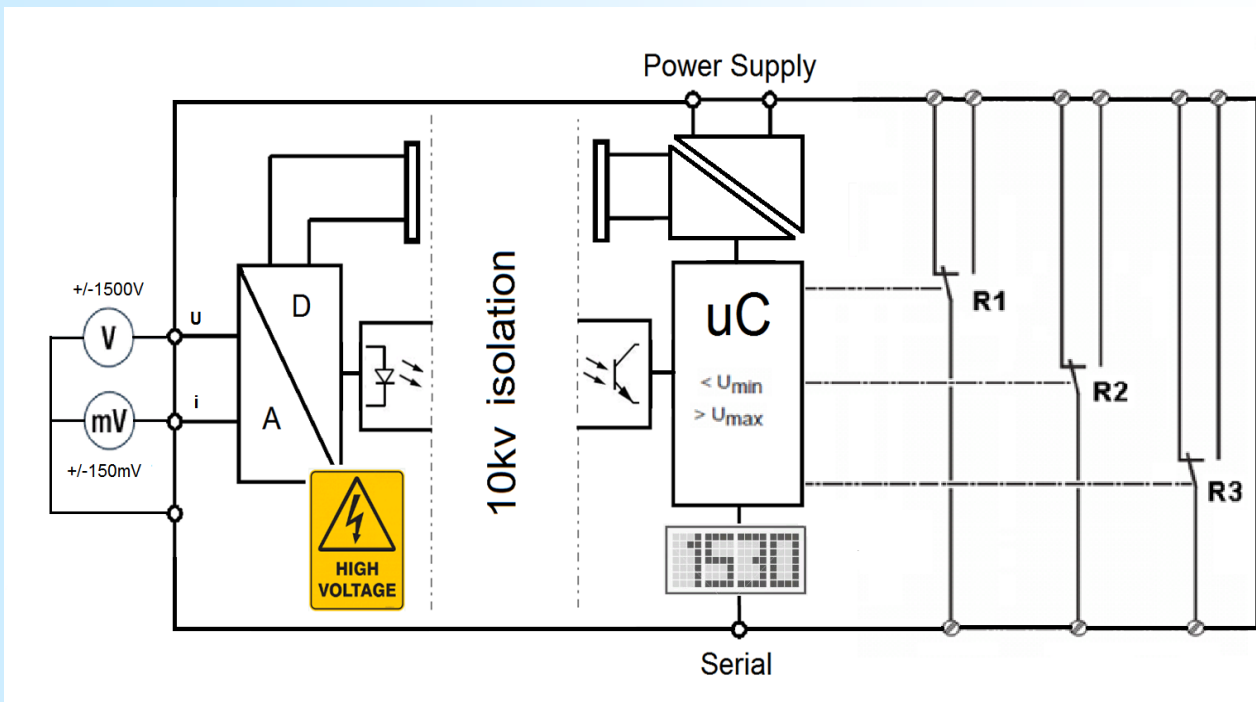 Power Supply
+/-1500V
V
U
mV
i
+/-150mV
D
A
HIGH
VOLTAGE
10kv isolation
uC
< Umin
> Umax
1530
Serial
R1
R2
R3